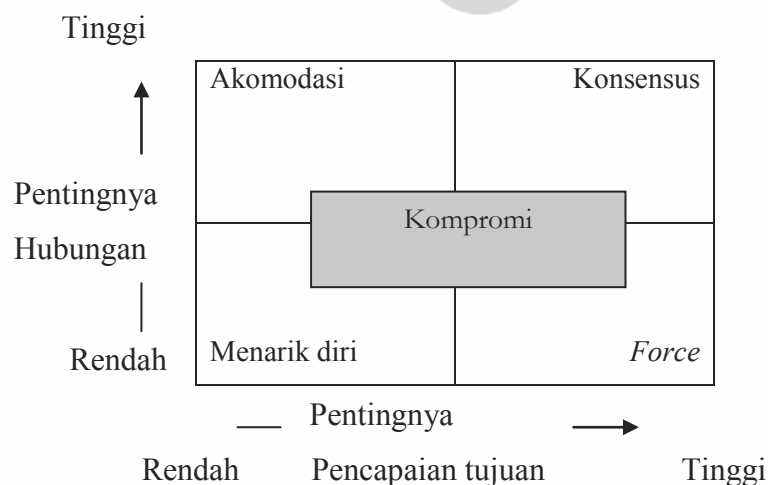 Tinggi
Akomodasi Konsensus
Pentingnya
Hubungan
Kompromi
Rendah
Menarik diri Force
Pentingnya
Rendah Pencapaian tujuan Tinggi